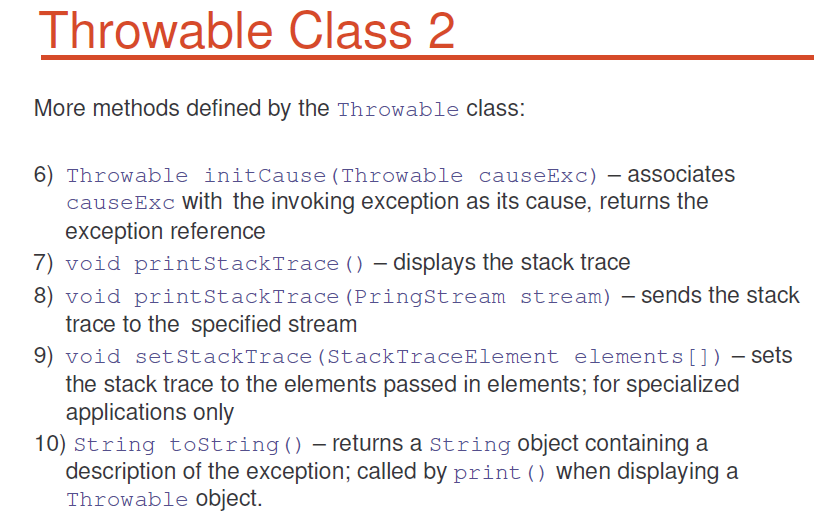 Throwable Class 2
More methods defined by the Throwable class:
6) Throwable initCause(Throwable causeExc) – associates
causeExc with the invoking exception as its cause, returns the
exception reference
7) void printStackTrace() – displays the stack trace
8) void printStackTrace(PringStream stream) – sends the stack
trace to the specified stream
9) void setStackTrace(StackTraceElement elements[]) – sets
the stack trace to the elements passed in elements; for specialized
applications only
10) String toString() – returns a String object containing a
description of the exception; called by print() when displaying a
Throwable object.